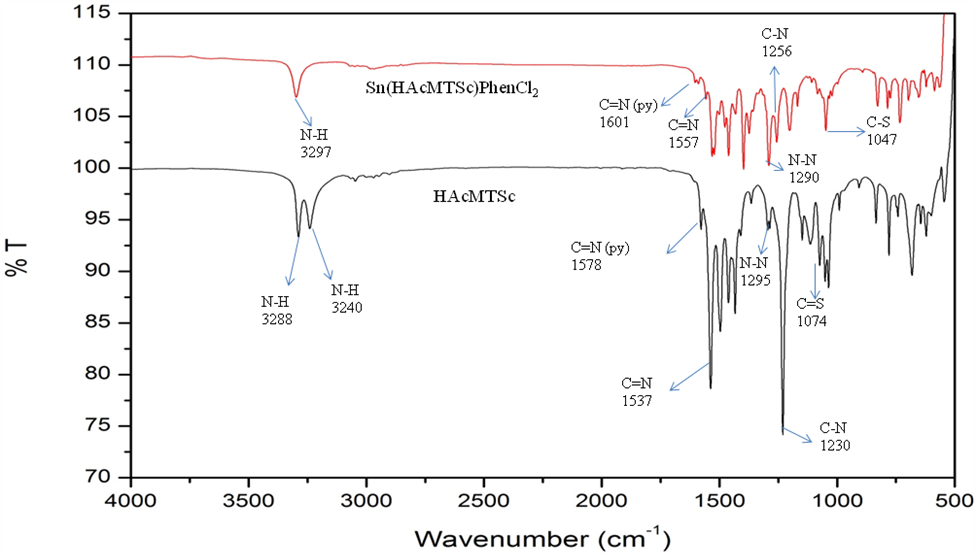 115
110
105
100
95
90
85
80
75
70
% T
4000
3500
3000
2500
2000
1500
1000
500
Wavenumber (cm⁻¹)
Sn(HAcMTSc)PhenCl₂
N-H
3297
C=N (py)
1601
C=N
1557
C-N
1256
N-N
1290
C-S
1047
HAcMTSc
N-H
3288
N-H
3240
C=N (py)
1578
C=N
1537
N-N
1295
C=S
1074
C-N
1230